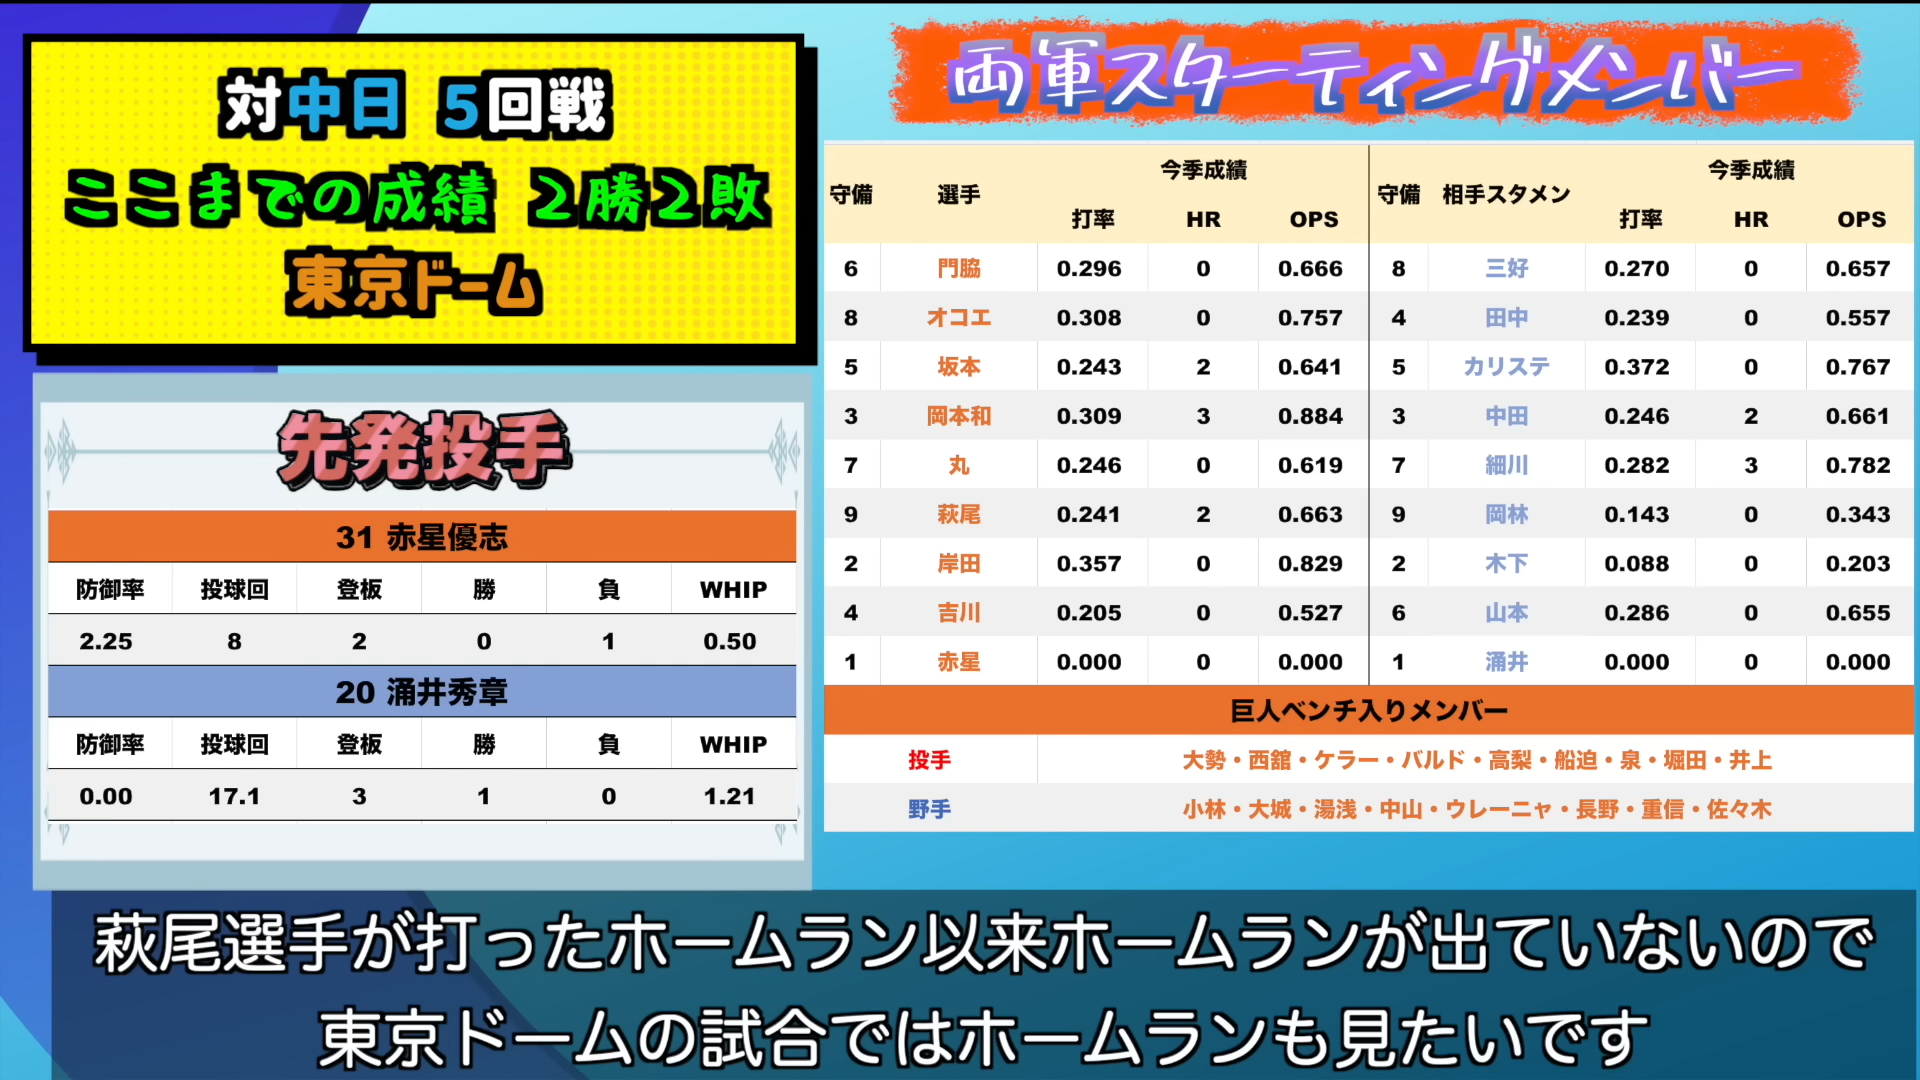 対中日 5回戦
ここまでの成績 2勝2敗
東京ドーム
先発投手
31 赤星優志
防御率 投球回 登板 勝 負 WHIP
2.25 8 2 0 1 0.50
20 涌井秀章
防御率 投球回 登板 勝 負 WHIP
0.00 17.1 3 1 0 1.21
両軍スターティングメンバー
今季成績 今季成績
守備 選手 守備 相手スタメン
打率 HR OPS 打率 HR OPS
6 門脇 0.296 0 0.666 8 三好 0.270 0 0.657
8 オコエ 0.308 0 0.757 4 田中 0.239 0 0.557
5 坂本 0.243 2 0.641 5 カリステ 0.372 0 0.767
3 岡本和 0.309 3 0.884 3 中田 0.246 2 0.661
7 丸 0.246 0 0.619 7 細川 0.282 3 0.782
9 萩尾 0.241 2 0.663 9 岡林 0.143 0 0.343
2 岸田 0.357 0 0.829 2 木下 0.088 0 0.203
4 吉川 0.205 0 0.527 6 山本 0.286 0 0.655
1 赤星 0.000 0 0.000 1 涌井 0.000 0 0.000
巨人ベンチ入りメンバー
投手 大勢・西舘・ケラー・バルド・高梨・船迫・泉・堀田・井上
野手 小林・大城・湯浅・中山・ウレーニャ・長野・重信・佐々木
萩尾選手が打ったホームラン以来ホームランが出ていないので
東京ドームの試合ではホームランも見たいです